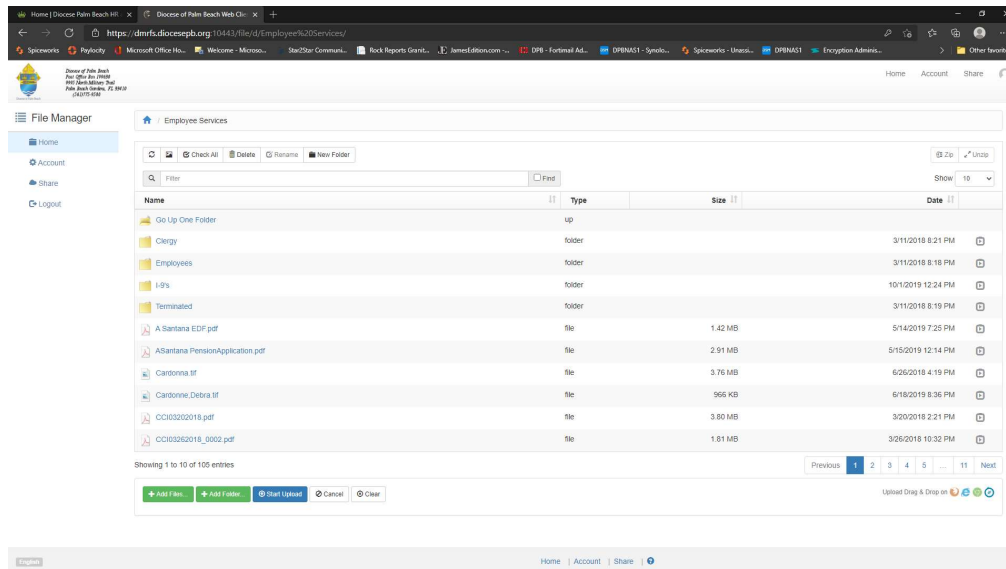 Home | Diocese Palm Beach HR
Diocese of Palm Beach Web Clie
https://dmrfs.diocesepb.org:10443/file/d/Employee%20Services/
Spiceworks Paylocity Microsoft Office Ho... Welcome - Microso... Star2Star Communi... Rock Reports Granit... JamesEdition.com -... DPB - Fortimail Ad... DPBNAS1 - Synolo... Spiceworks - Unassi... DPBNAS1 Encryption Admins... Other favorit
Diocese of Palm Beach
Post Office Box 109650
9995 North Military Trail
Palm Beach Gardens, FL 33410
(561)775-9500
Home Account Share
File Manager
Home
Account
Share
Logout
/ Employee Services
Check All Delete Rename New Folder Zip Unzip
Filter Find Show 10
Name Type Size Date
Go Up One Folder up
Clergy folder 3/11/2018 8:21 PM
Employees folder 3/11/2018 8:18 PM
I-9's folder 10/1/2019 12:24 PM
Terminated folder 3/11/2018 8:19 PM
A Santana EDF.pdf file 1.42 MB 5/14/2019 7:25 PM
ASantana PensionApplication.pdf file 2.91 MB 5/15/2019 12:14 PM
Cardonna.tif file 3.76 MB 6/26/2018 4:19 PM
Cardonne,Debra.tif file 966 KB 6/18/2019 8:36 PM
CCI03202018.pdf file 3.80 MB 3/20/2018 2:21 PM
CCI03262018_0002.pdf file 1.81 MB 3/26/2018 10:32 PM
Showing 1 to 10 of 105 entries
Previous 1 2 3 4 5 ... 11 Next
Add Files... Add Folder... Start Upload Cancel Clear
Upload Drag & Drop on
English
Home | Account | Share |